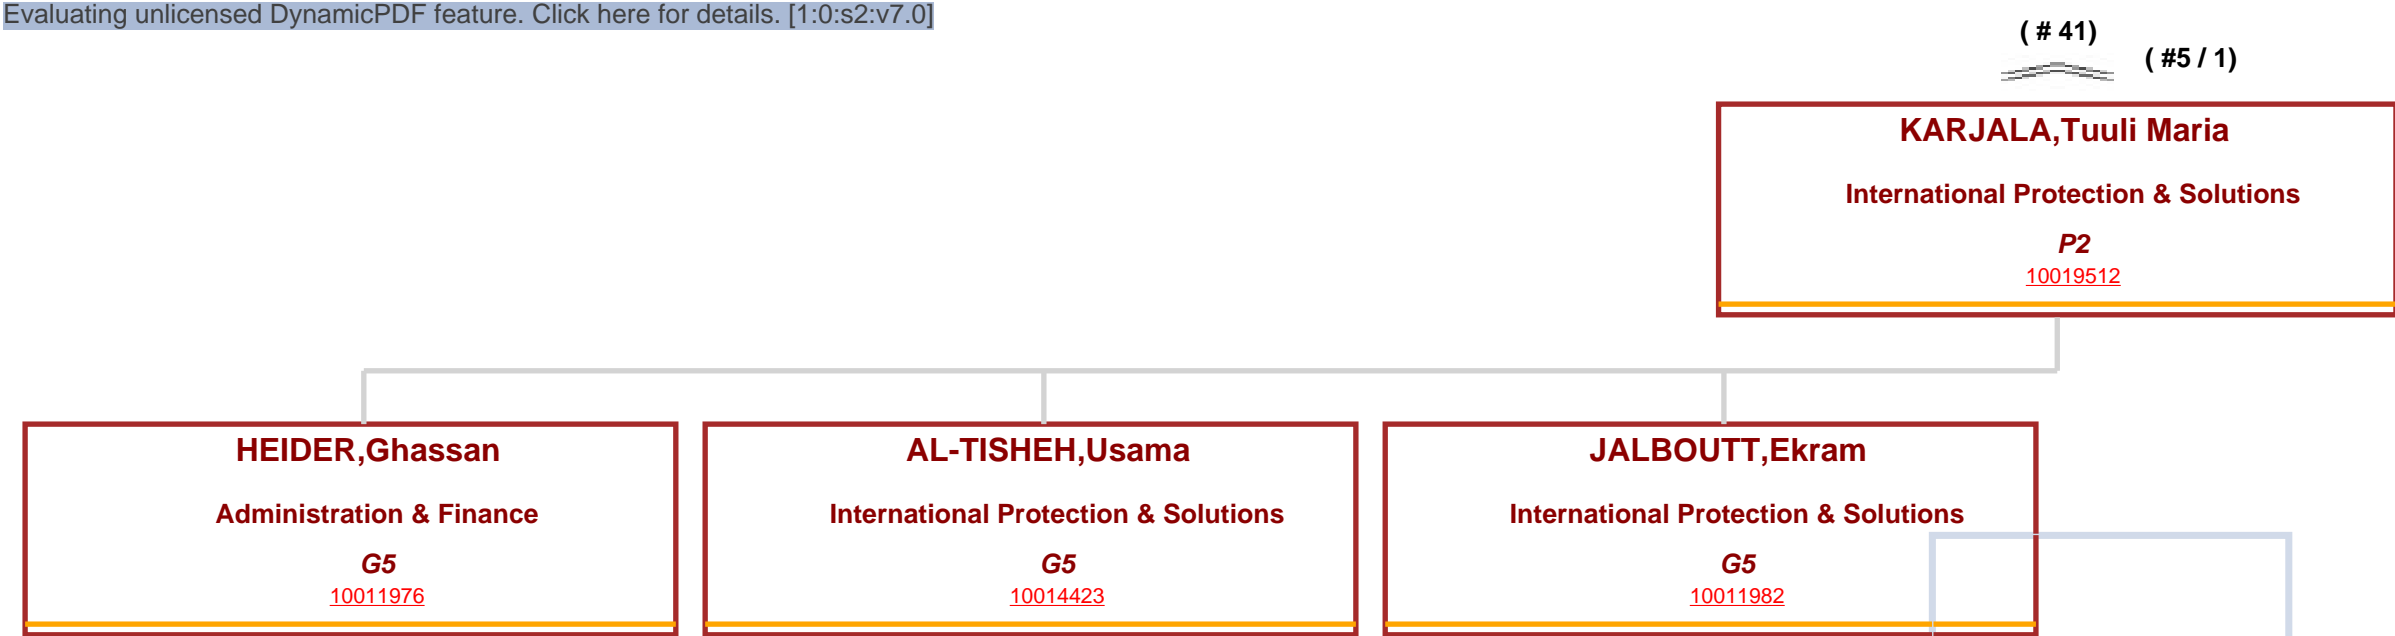 Evaluating unlicensed DynamicPDF feature. Click here for details. [1:0:s2:v7.0]
( # 41)
( #5 / 1)
KARJALA,Tuuli Maria
International Protection & Solutions
P2
10019512
HEIDER,Ghassan
Administration & Finance
G5
10011976
AL-TISHEH,Usama
International Protection & Solutions
G5
10014423
JALBOUTT,Ekram
International Protection & Solutions
G5
10011982